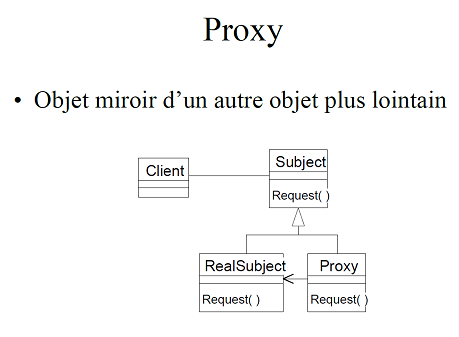 Proxy
• Objet miroir d’un autre objet plus lointain
Client
Subject
Request( )
RealSubject
Request( )
Proxy
Request( )